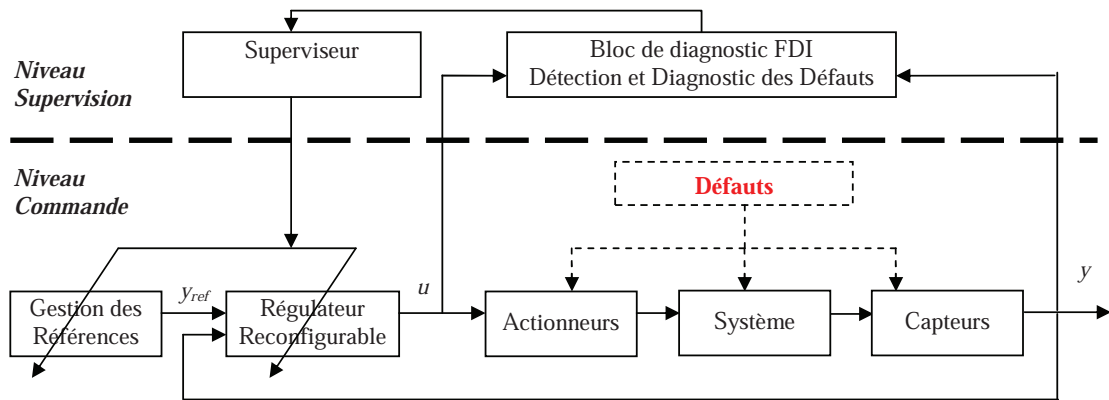 Superviseur
Bloc de diagnostic FDI
Détection et Diagnostic des Défauts
Niveau
Supervision
Niveau
Commande
Défauts
Gestion des
Références
y_ref
Régulateur
Reconfigurable
u
Actionneurs
Système
Capteurs
y